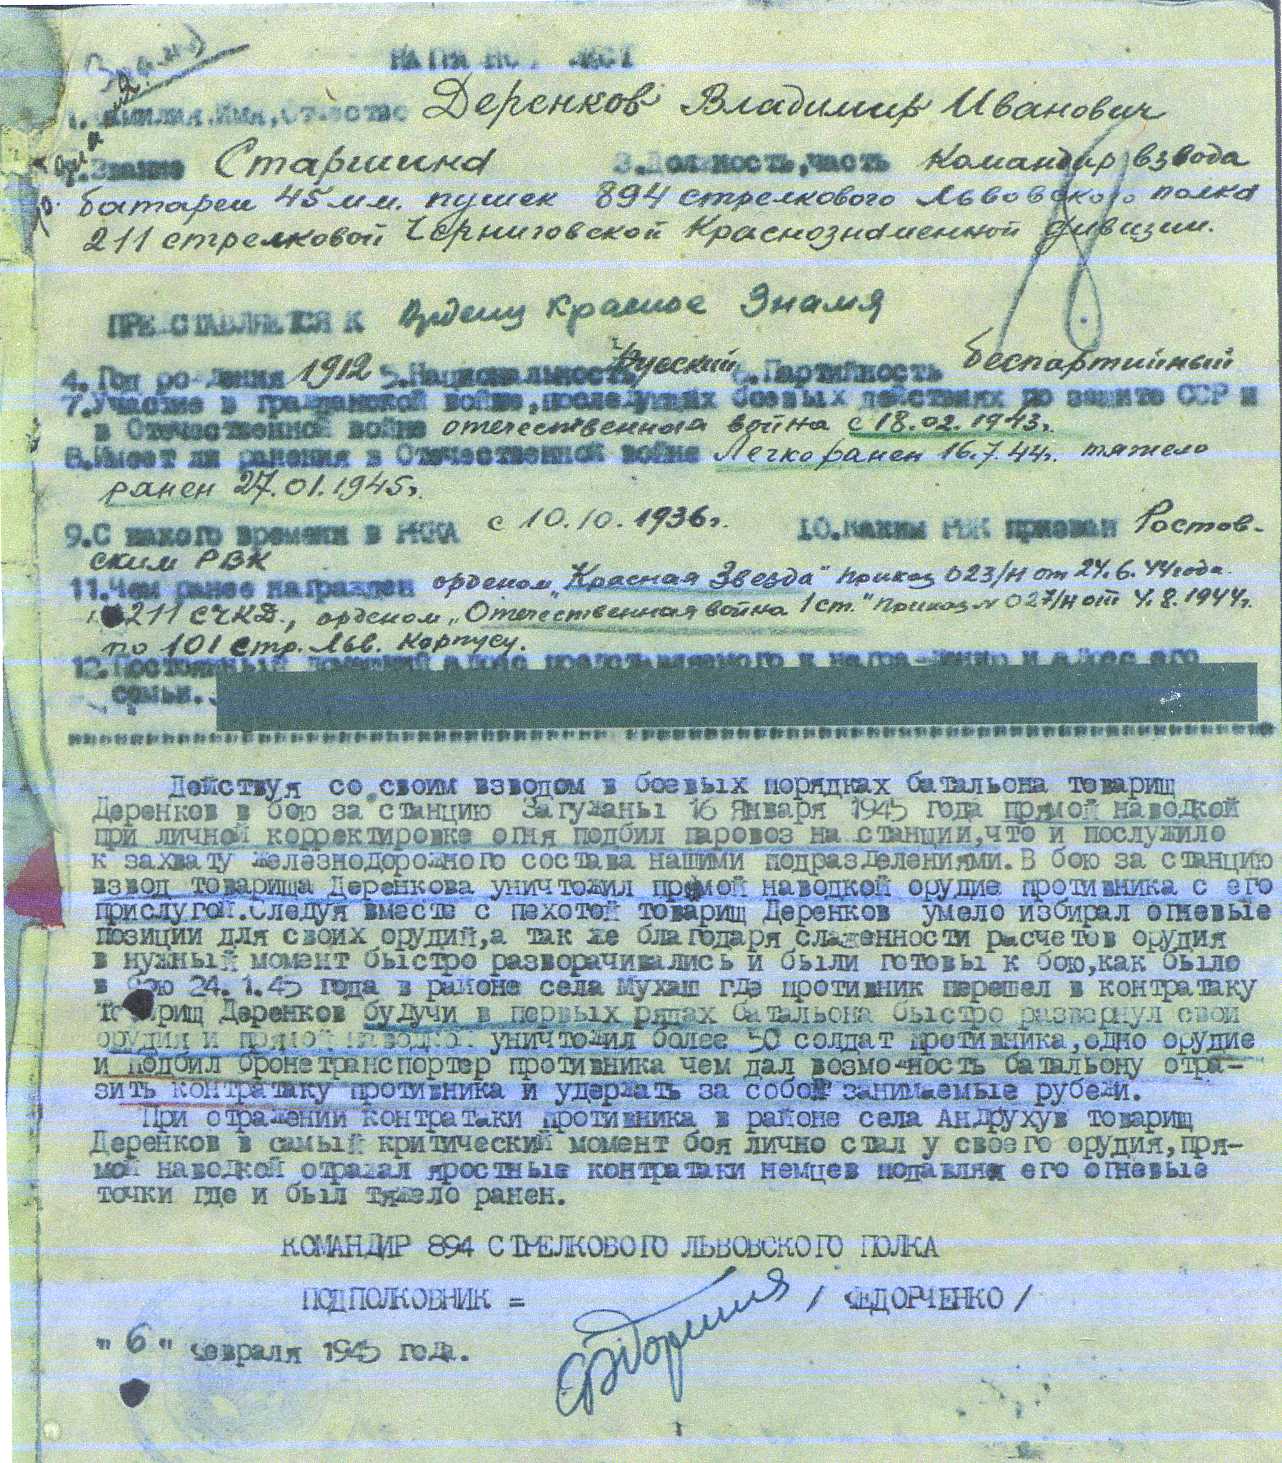 НАГРАДНОЙ ЛИСТ
1. Фамилия, Имя, Отчество Деренков Владимир Иванович
2. Звание Старшина 3. Должность, часть Командир взвода
батареи 45 мм. пушек 894 стрелкового Львовского полка
211 стрелковой Черниговской Краснознаменной дивизии.
ПРЕДСТАВЛЯЕТСЯ К Ордену Красное Знамя
4. Год рождения 1912 5. Национальность Русский 6. Партийность беспартийный
7. Участие в гражданской войне, последующих боевых действиях по защите СССР и
в Отечественной войне отечественная война с 18.02.1943г.
8. Имеет ли ранения в Отечественной войне Легко ранен 16.7.44г. тяжело
ранен 27.01.1945г.
9. С какого времени в РККА с 10.10.1936г. 10. Каким РВК призван Ростов-
ским РВК
11. Чем ранее награжден орденом „Красная Звезда" приказ 023/н от 24.6.44 года
211 СЧКД., орденом „Отечественная война 1 ст." приказ № 027/н от 4.8.1944г.
по 101 стр. Льв. Корпусу.
12. Постоянный домашний адрес представляемого к награждению и адрес его
семьи.
Действуя со своим взводом в боевых порядках батальона товарищ
Деренков в бою за станцию Загужаны 16 января 1945 года прямой наводкой
при личной корректировке огня подбил паровоз на станции, что и послужило
к захвату железнодорожного состава нашими подразделениями. В бою за станцию
взвод товарища Деренкова уничтожил прямой наводкой орудие противника с его
прислугой. Следуя вместе с пехотой товарищ Деренков умело избирал огневые
позиции для своих орудий, а так же благодаря слаженности расчетов орудия
в нужный момент быстро разворачивались и были готовы к бою, как было
в бою 24.1.45 года в районе села Мухаш где противник перешел в контратаку
товарищ Деренков будучи в первых рядах батальона быстро развернул свои
орудия и прямой наводкой уничтожил более 50 солдат противника, одно орудие
и подбил бронетранспортер противника чем дал возможность батальону отра-
зить контратаку противника и удержать за собой занимаемые рубежи.
При отражении контратаки противника в районе села Андрухув товарищ
Деренков в самый критический момент боя лично стал у своего орудия, пря-
мой наводкой отражал яростные контратаки немцев подавляя его огневые
точки где и был тяжело ранен.
КОМАНДИР 894 СТРЕЛКОВОГО ЛЬВОВСКОГО ПОЛКА
ПОДПОЛКОВНИК = / ФЕДОРЧЕНКО /
" 6 " февраля 1945 года.